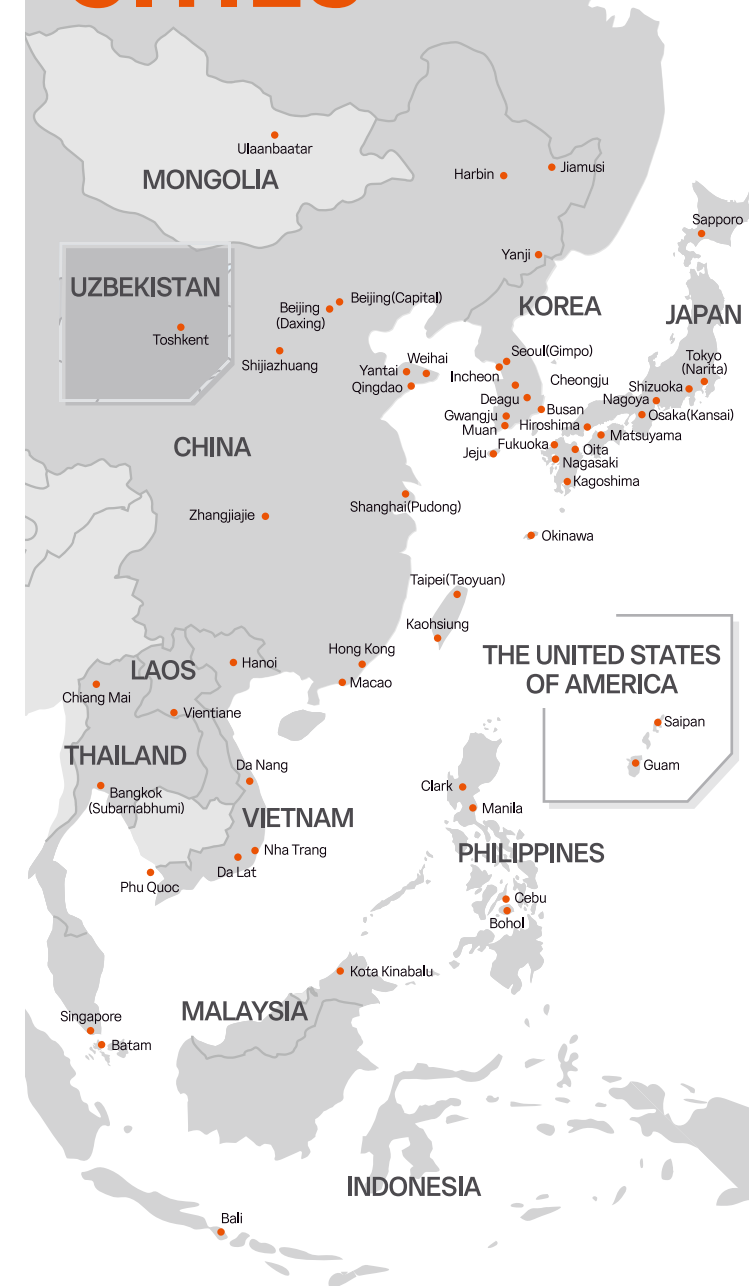 CITIES
Ulaanbaatar
MONGOLIA
Harbin
Jiamusi
Sapporo
Yanji
UZBEKISTAN
Toshkent
Beijing
(Daxing)
Beijing(Capital)
KOREA
JAPAN
Shijiazhuang
Weihai
Yantai
Qingdao
Seoul(Gimpo)
Incheon
Cheongju
Tokyo
(Narita)
Shizuoka
Deagu
Nagoya
Gwangju
Busan
Osaka(Kansai)
Muan
Hiroshima
Matsuyama
CHINA
Jeju
Fukuoka
Oita
Nagasaki
Kagoshima
Shanghai(Pudong)
Zhangjiajie
Okinawa
Taipei(Taoyuan)
Kaohsiung
Hong Kong
Macao
THE UNITED STATES
OF AMERICA
Saipan
Guam
LAOS
Hanoi
Chiang Mai
Vientiane
THAILAND
Da Nang
Bangkok
(Subarnabhumi)
VIETNAM
Clark
Manila
Nha Trang
Da Lat
Phu Quoc
PHILIPPINES
Cebu
Bohol
Kota Kinabalu
MALAYSIA
Singapore
Batam
INDONESIA
Bali